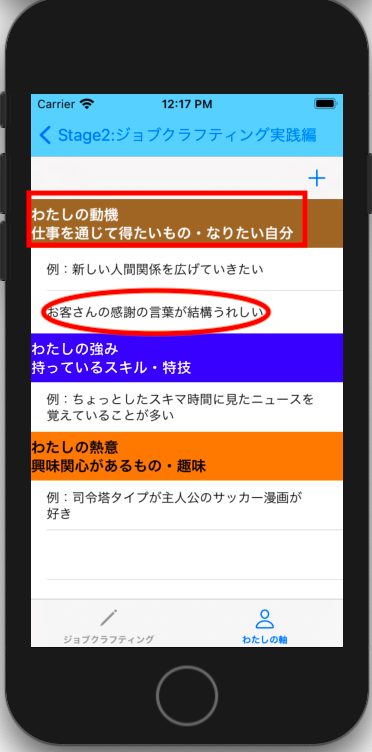 Carrier 12:17 PM
Stage2:ジョブクラフティング実践編
+
わたしの動機
仕事を通じて得たいもの・なりたい自分
例：新しい人間関係を広げていきたい
お客さんの感謝の言葉が結構うれしい
わたしの強み
持っているスキル・特技
例：ちょっとしたスキマ時間に見たニュースを
覚えていることが多い
わたしの熱意
興味関心があるもの・趣味
例：司令塔タイプが主人公のサッカー漫画が
好き
ジョブクラフティング わたしの軸